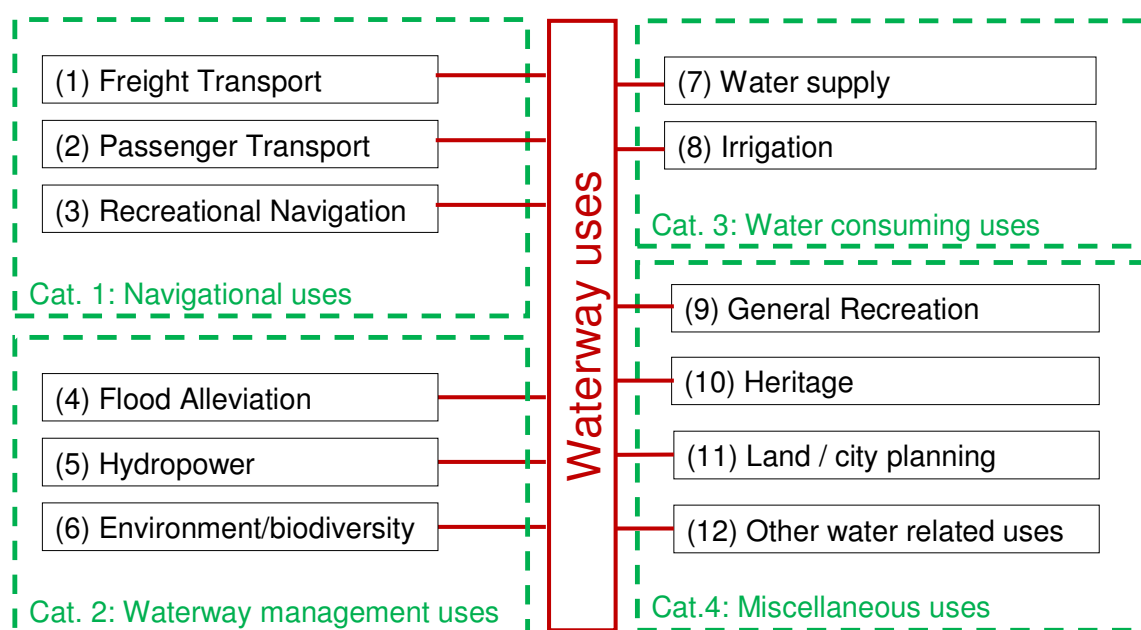 (1) Freight Transport
(2) Passenger Transport
(3) Recreational Navigation
Cat. 1: Navigational uses
(4) Flood Alleviation
(5) Hydropower
(6) Environment/biodiversity
Cat. 2: Waterway management uses
Waterway uses
(7) Water supply
(8) Irrigation
Cat. 3: Water consuming uses
(9) General Recreation
(10) Heritage
(11) Land / city planning
(12) Other water related uses
Cat.4: Miscellaneous uses